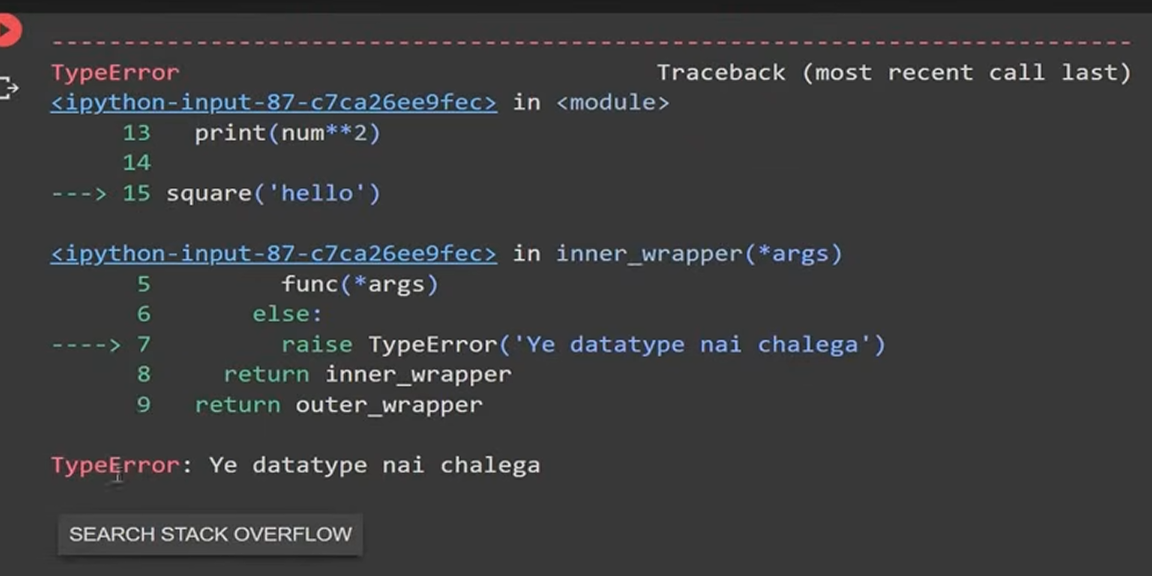 ---------------------------------------------------------------------------
TypeError Traceback (most recent call last)
<ipython-input-87-c7ca26ee9fec> in <module>
13 print(num**2)
14
---> 15 square('hello')
<ipython-input-87-c7ca26ee9fec> in inner_wrapper(*args)
5 func(*args)
6 else:
----> 7 raise TypeError('Ye datatype nai chalega')
8 return inner_wrapper
9 return outer_wrapper
TypeError: Ye datatype nai chalega
SEARCH STACK OVERFLOW